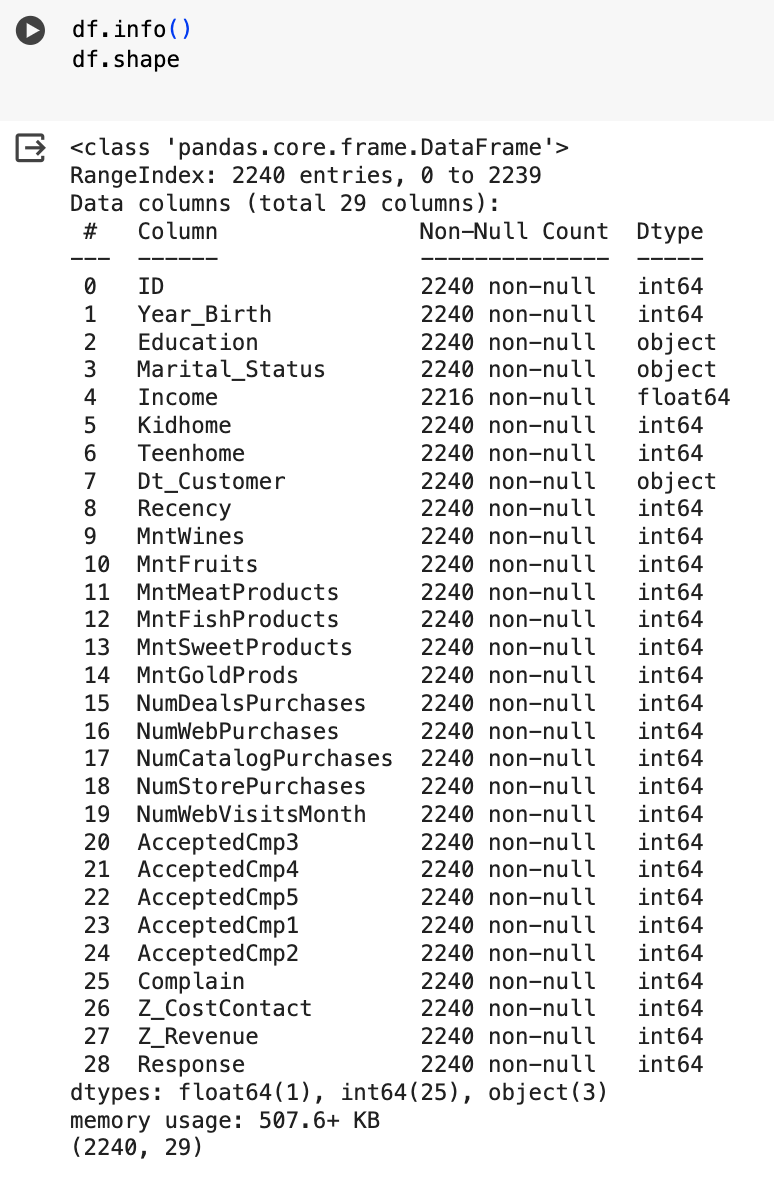 df.info()
df.shape
<class 'pandas.core.frame.DataFrame'>
RangeIndex: 2240 entries, 0 to 2239
Data columns (total 29 columns):
 #   Column               Non-Null Count  Dtype
---  ------               --------------  -----
 0   ID                   2240 non-null   int64
 1   Year_Birth           2240 non-null   int64
 2   Education            2240 non-null   object
 3   Marital_Status       2240 non-null   object
 4   Income               2216 non-null   float64
 5   Kidhome              2240 non-null   int64
 6   Teenhome             2240 non-null   int64
 7   Dt_Customer          2240 non-null   object
 8   Recency              2240 non-null   int64
 9   MntWines             2240 non-null   int64
 10  MntFruits            2240 non-null   int64
 11  MntMeatProducts      2240 non-null   int64
 12  MntFishProducts      2240 non-null   int64
 13  MntSweetProducts     2240 non-null   int64
 14  MntGoldProds         2240 non-null   int64
 15  NumDealsPurchases    2240 non-null   int64
 16  NumWebPurchases      2240 non-null   int64
 17  NumCatalogPurchases  2240 non-null   int64
 18  NumStorePurchases    2240 non-null   int64
 19  NumWebVisitsMonth    2240 non-null   int64
 20  AcceptedCmp3         2240 non-null   int64
 21  AcceptedCmp4         2240 non-null   int64
 22  AcceptedCmp5         2240 non-null   int64
 23  AcceptedCmp1         2240 non-null   int64
 24  AcceptedCmp2         2240 non-null   int64
 25  Complain             2240 non-null   int64
 26  Z_CostContact        2240 non-null   int64
 27  Z_Revenue            2240 non-null   int64
 28  Response             2240 non-null   int64
dtypes: float64(1), int64(25), object(3)
memory usage: 507.6+ KB
(2240, 29)